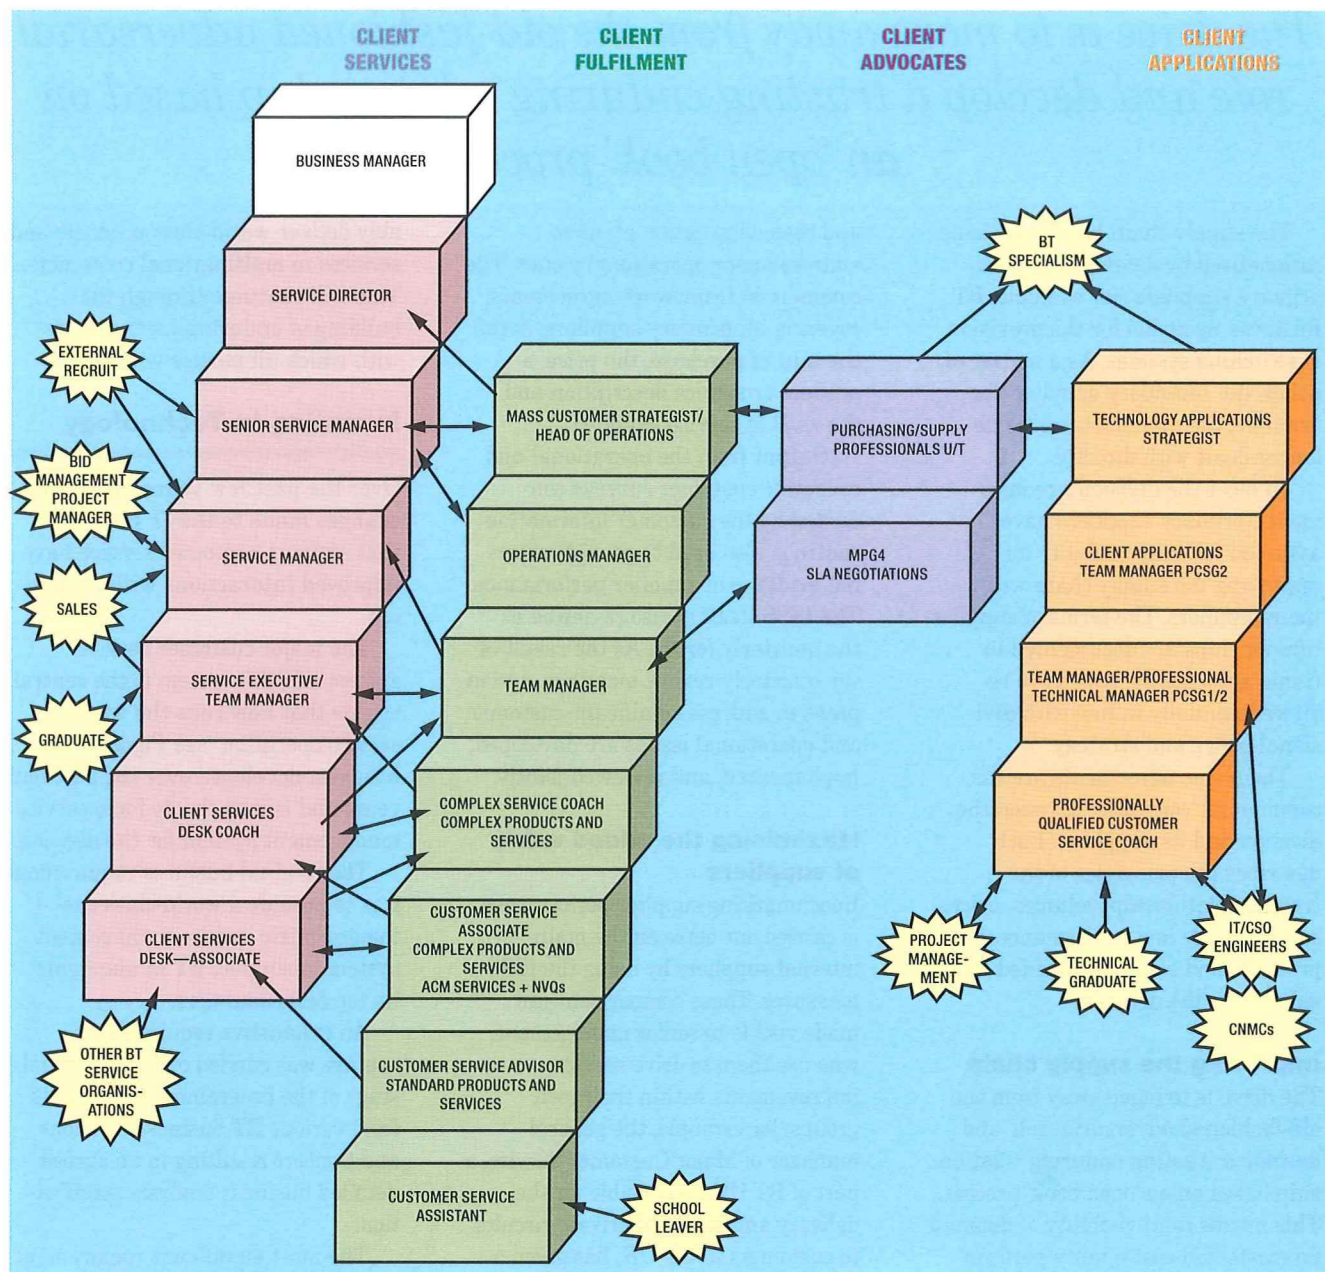 CLIENT
SERVICES
CLIENT
FULFILMENT
CLIENT
ADVOCATES
CLIENT
APPLICATIONS
BUSINESS MANAGER
SERVICE DIRECTOR
BT
SPECIALISM
EXTERNAL
RECRUIT
SENIOR SERVICE MANAGER
MASS CUSTOMER STRATEGIST/
HEAD OF OPERATIONS
PURCHASING/SUPPLY
PROFESSIONALS U/T
TECHNOLOGY APPLICATIONS
STRATEGIST
BID
MANAGEMENT
PROJECT
MANAGER
SERVICE MANAGER
OPERATIONS MANAGER
MPG4
SLA NEGOTIATIONS
CLIENT APPLICATIONS
TEAM MANAGER PCSG2
SALES
SERVICE EXECUTIVE/
TEAM MANAGER
TEAM MANAGER
TEAM MANAGER/PROFESSIONAL
TECHNICAL MANAGER PCSG1/2
GRADUATE
CLIENT SERVICES
DESK COACH
COMPLEX SERVICE COACH
COMPLEX PRODUCTS AND
SERVICES
PROFESSIONALLY
QUALIFIED CUSTOMER
SERVICE COACH
CLIENT SERVICES
DESK—ASSOCIATE
CUSTOMER SERVICE
ASSOCIATE
COMPLEX PRODUCTS AND
SERVICES
ACM SERVICES + NVQs
PROJECT
MANAGE-
MENT
TECHNICAL
GRADUATE
IT/CSO
ENGINEERS
CNMCs
OTHER BT
SERVICE
ORGANIS-
ATIONS
CUSTOMER SERVICE ADVISOR
STANDARD PRODUCTS AND
SERVICES
CUSTOMER SERVICE
ASSISTANT
SCHOOL
LEAVER